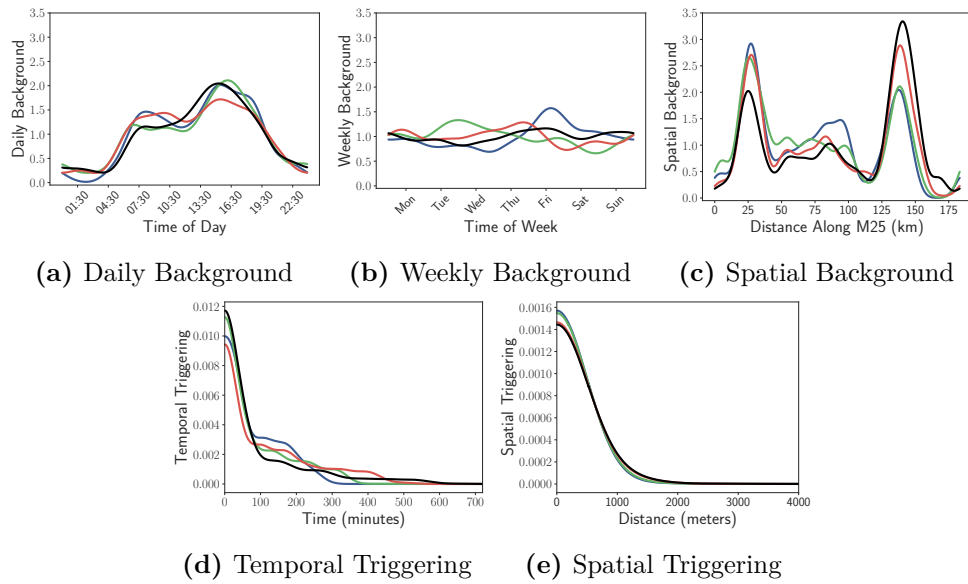 3.5
3.0
2.5
2.0
1.5
1.0
0.5
0.0
Daily Background
01:30 04:30 07:30 10:30 13:30 16:30 19:30 22:30
Time of Day
3.5
3.0
2.5
2.0
1.5
1.0
0.5
0.0
Weekly Background
Mon Tue Wed Thu Fri Sat Sun
Time of Week
3.5
3.0
2.5
2.0
1.5
1.0
0.5
0.0
Spatial Background
0 25 50 75 100 125 150 175
Distance Along M25 (km)
(a) Daily Background
(b) Weekly Background
(c) Spatial Background
0.012
0.010
0.008
0.006
0.004
0.002
0.000
Temporal Triggering
0 100 200 300 400 500 600 700
Time (minutes)
0.0016
0.0014
0.0012
0.0010
0.0008
0.0006
0.0004
0.0002
0.0000
Spatial Triggering
0 1000 2000 3000 4000
Distance (meters)
(d) Temporal Triggering
(e) Spatial Triggering